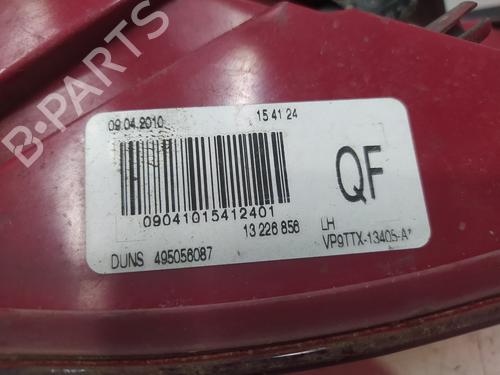 B-PARTS
09.04.2010 15 41 24
QF
09041015412401
13 226 856
LH
DUNS 495056087 VP9TTX-13405-A*